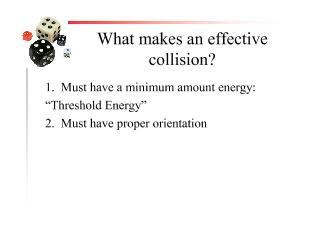 What makes an effective
collision?
1. Must have a minimum amount energy:
“Threshold Energy”
2. Must have proper orientation